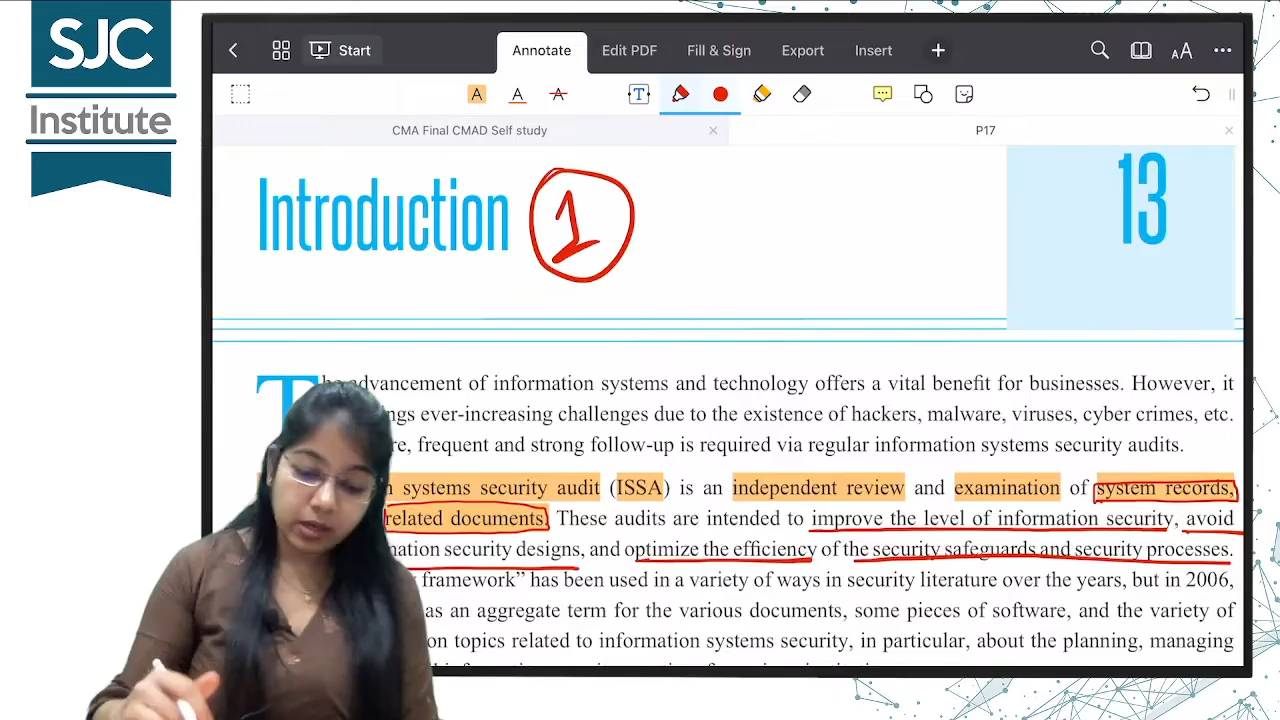 SJC
Institute
Start
Annotate
Edit PDF
Fill & Sign
Export
Insert
AA
A
A
A
T
CMA Final CMAD Self study
P17
Introduction
1
13
The advancement of information systems and technology offers a vital benefit for businesses. However, it
ever-increasing challenges due to the existence of hackers, malware, viruses, cyber crimes, etc.
frequent and strong follow-up is required via regular information systems security audits.
systems security audit (ISSA) is an independent review and examination of system records,
related documents. These audits are intended to improve the level of information security, avoid
security designs, and optimize the efficiency of the security safeguards and security processes.
framework” has been used in a variety of ways in security literature over the years, but in 2006,
as an aggregate term for the various documents, some pieces of software, and the variety of
topics related to information systems security, in particular, about the planning, managing